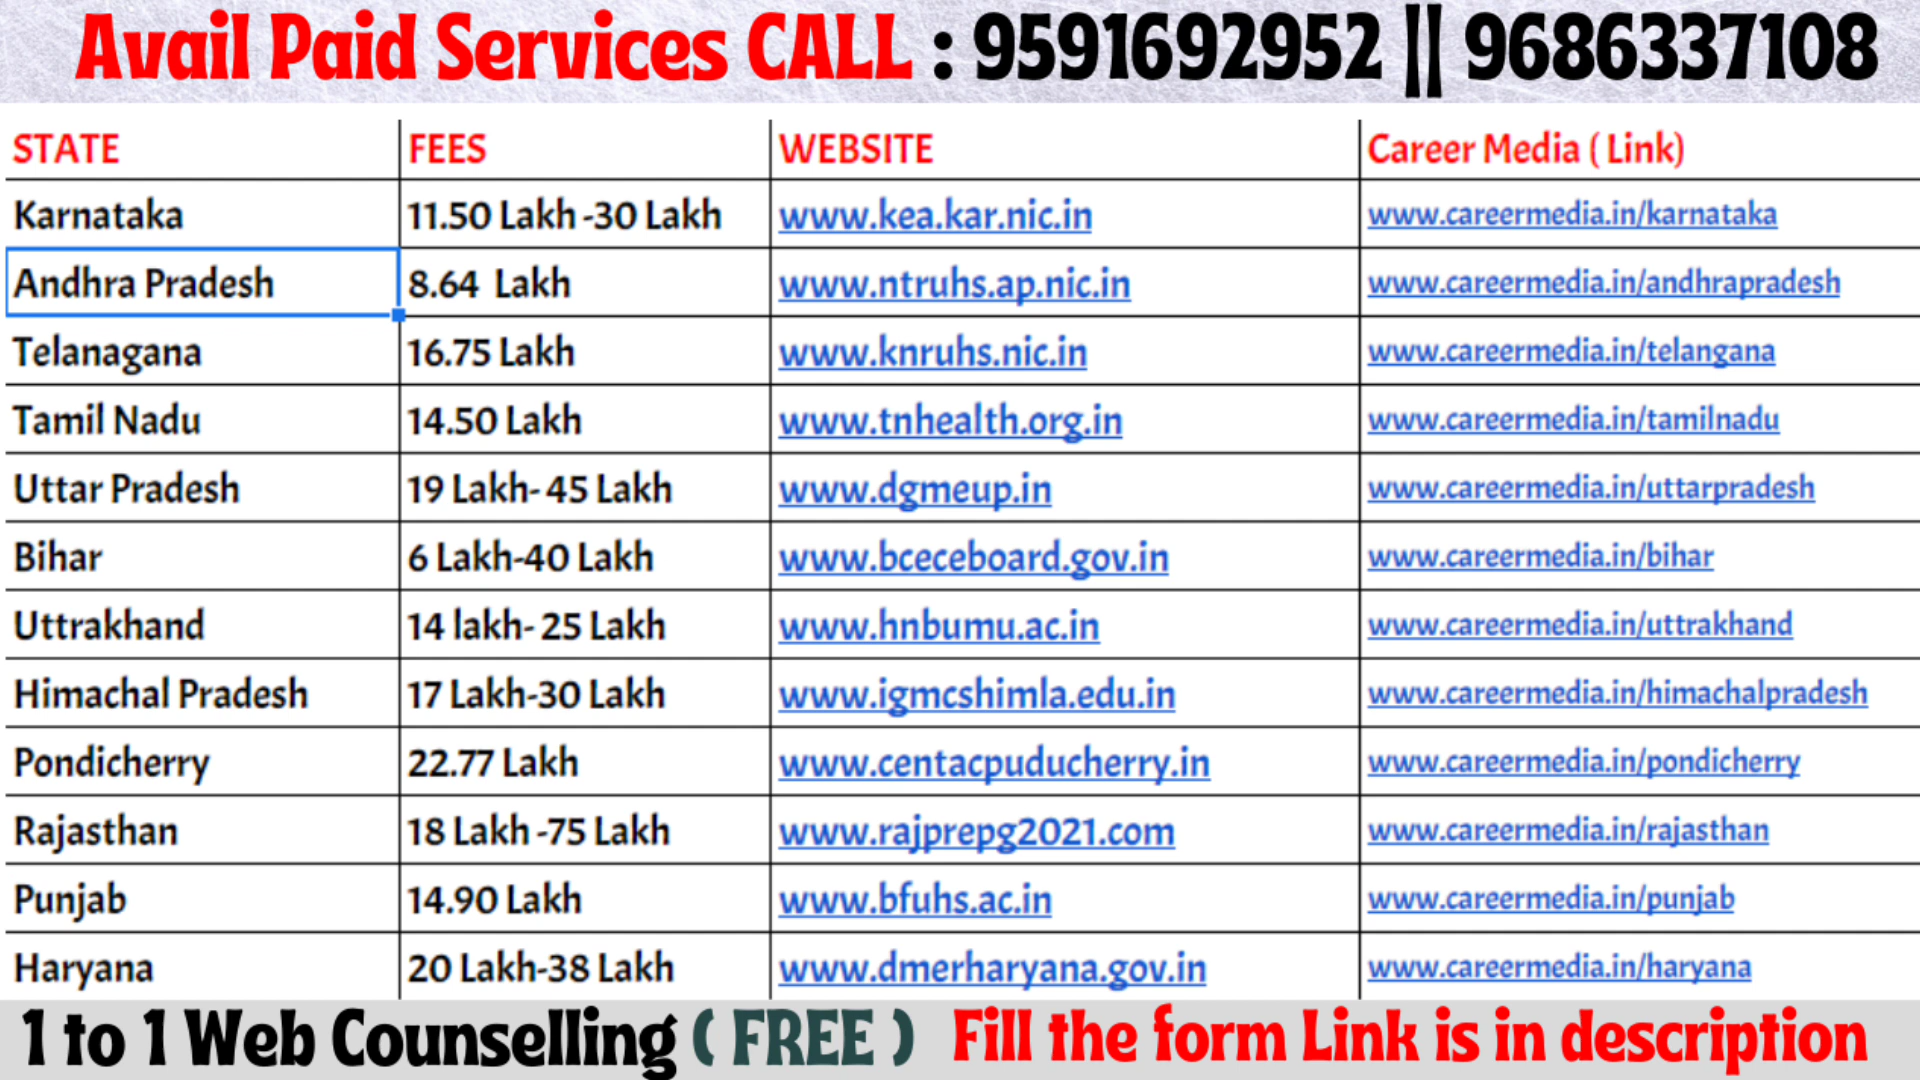 Avail Paid Services CALL : 9591692952 || 9686337108
STATE FEES WEBSITE Career Media ( Link)
Karnataka 11.50 Lakh -30 Lakh www.kea.kar.nic.in www.careermedia.in/karnataka
Andhra Pradesh 8.64 Lakh www.ntruhs.ap.nic.in www.careermedia.in/andhrapradesh
Telanagana 16.75 Lakh www.knruhs.nic.in www.careermedia.in/telangana
Tamil Nadu 14.50 Lakh www.tnhealth.org.in www.careermedia.in/tamilnadu
Uttar Pradesh 19 Lakh- 45 Lakh www.dgmeup.in www.careermedia.in/uttarpradesh
Bihar 6 Lakh-40 Lakh www.bceceboard.gov.in www.careermedia.in/bihar
Uttrakhand 14 lakh- 25 Lakh www.hnbumu.ac.in www.careermedia.in/uttrakhand
Himachal Pradesh 17 Lakh-30 Lakh www.igmcshimla.edu.in www.careermedia.in/himachalpradesh
Pondicherry 22.77 Lakh www.centacpuducherry.in www.careermedia.in/pondicherry
Rajasthan 18 Lakh -75 Lakh www.rajprepg2021.com www.careermedia.in/rajasthan
Punjab 14.90 Lakh www.bfuhs.ac.in www.careermedia.in/punjab
Haryana 20 Lakh-38 Lakh www.dmerharyana.gov.in www.careermedia.in/haryana
1 to 1 Web Counselling ( FREE ) Fill the form Link is in description